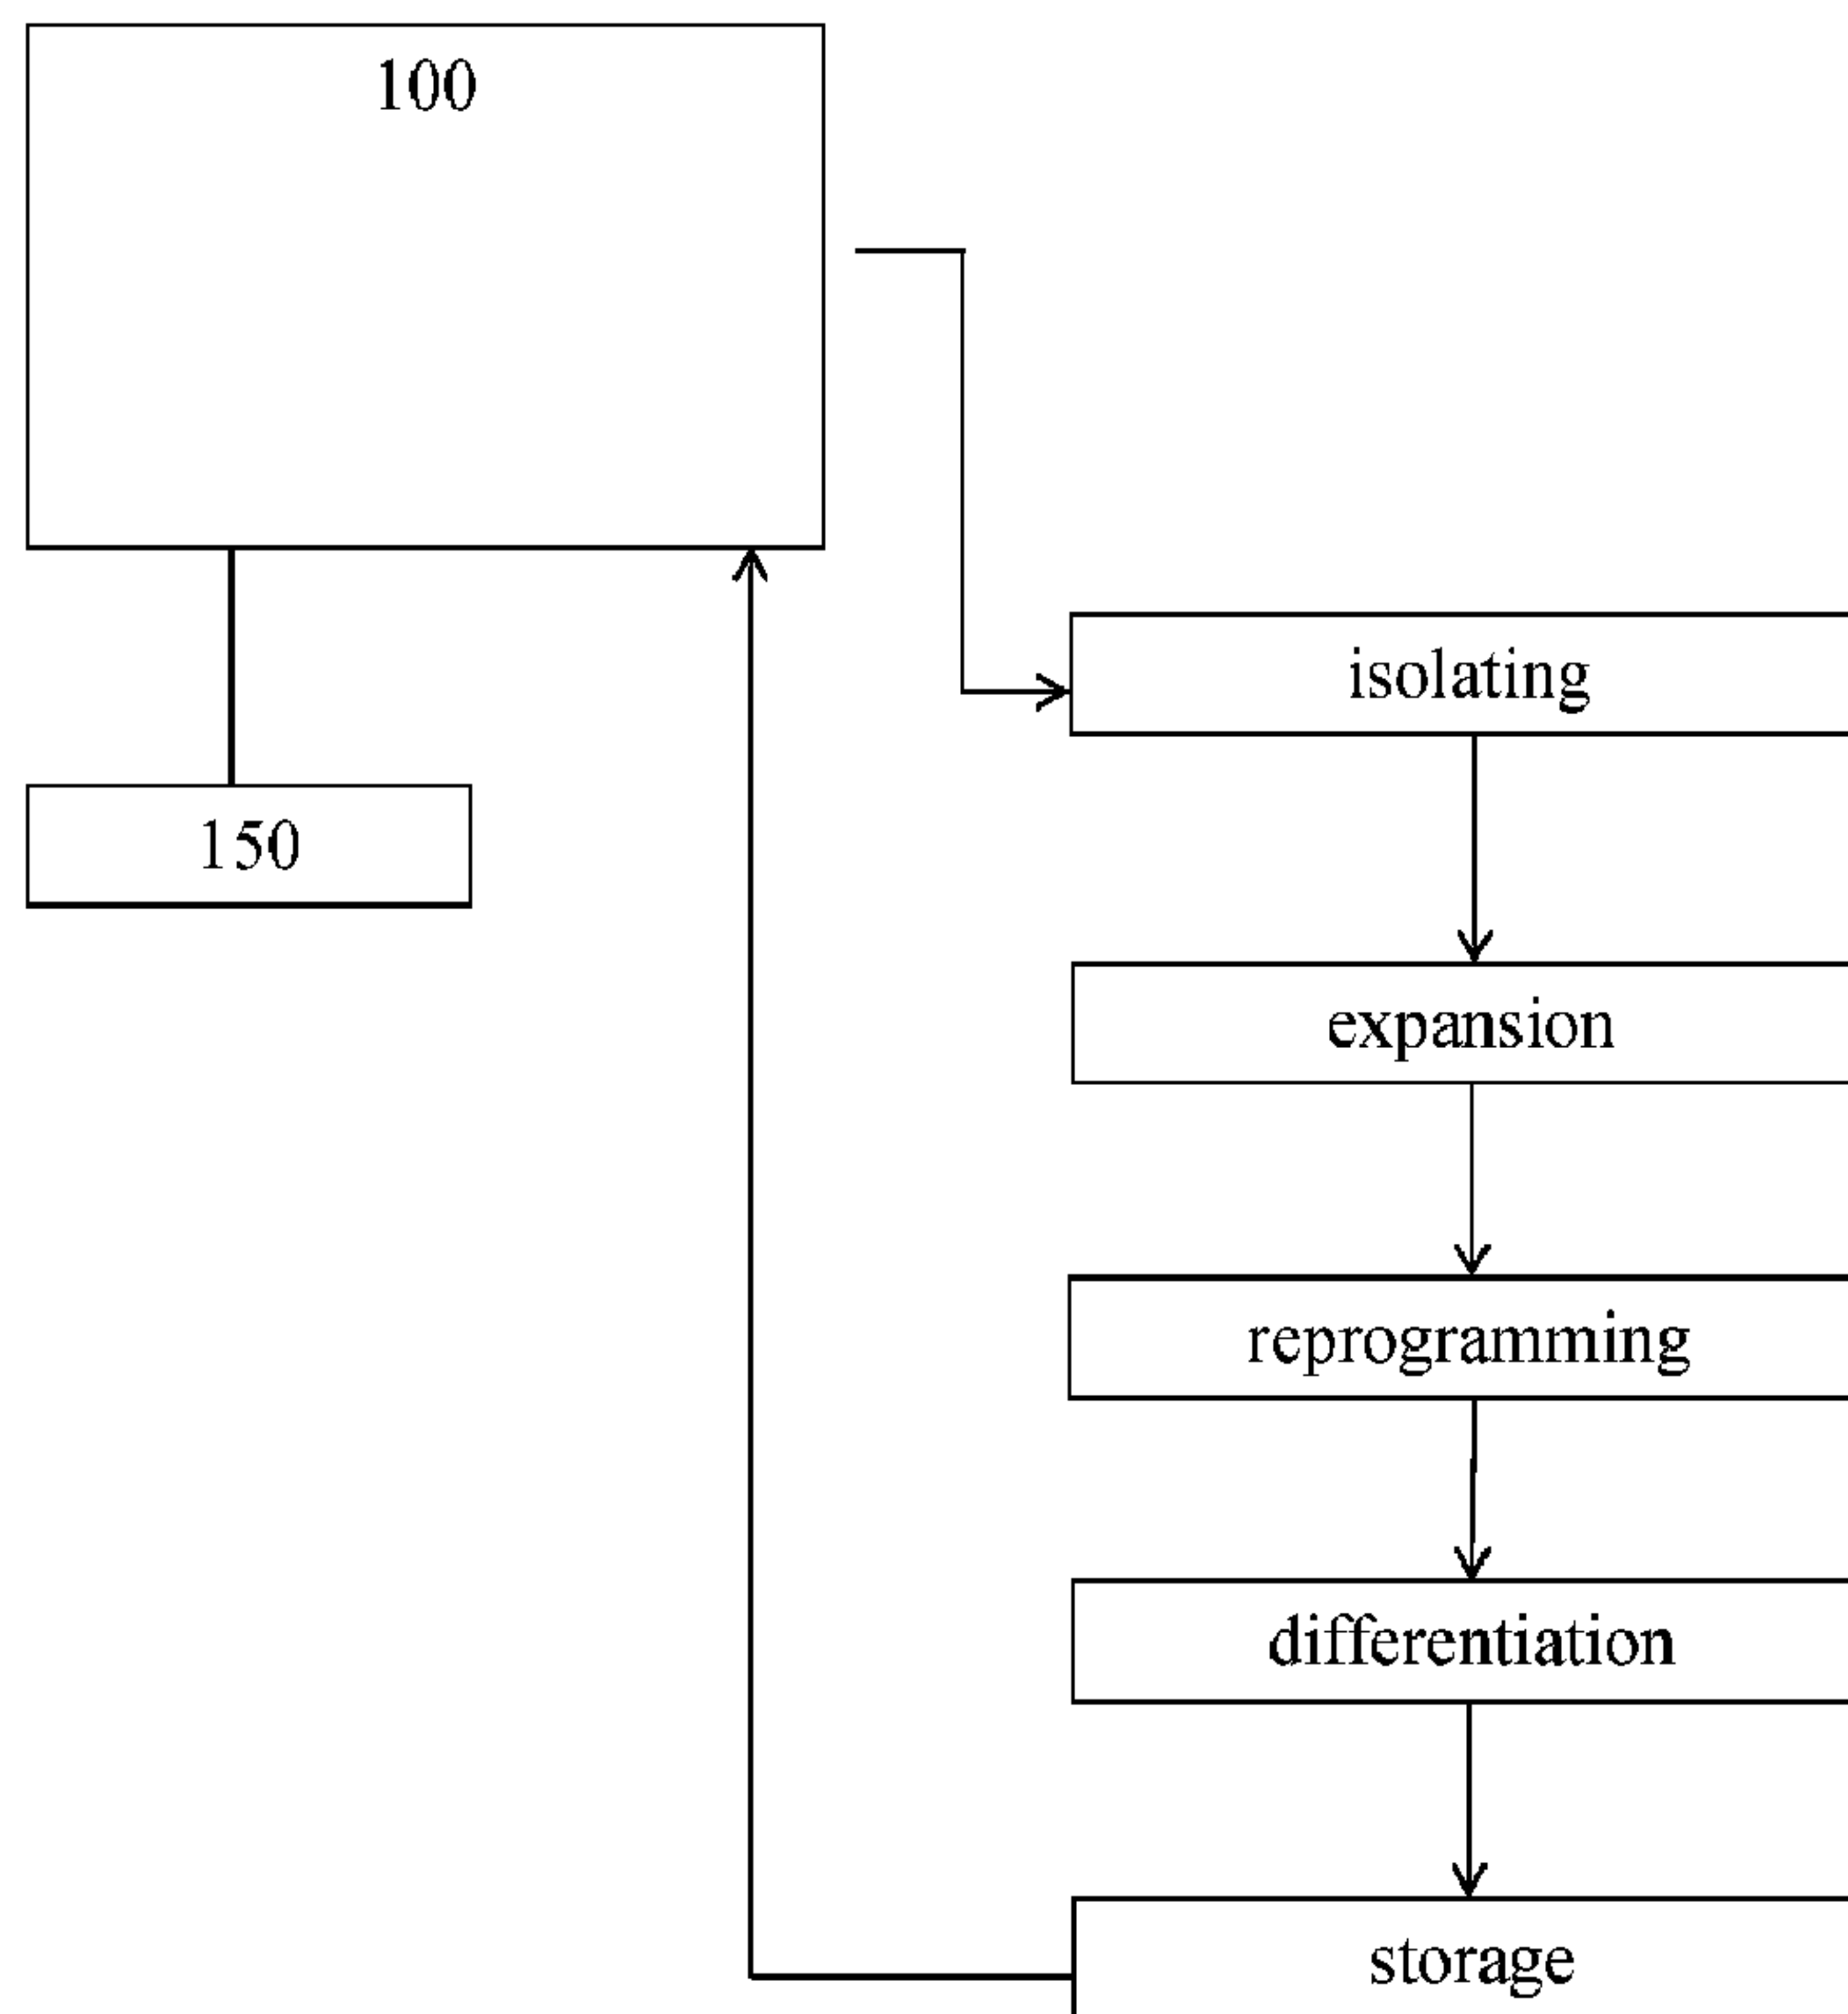 100
150
isolating
expansion
reprogramming
differentiation
storage